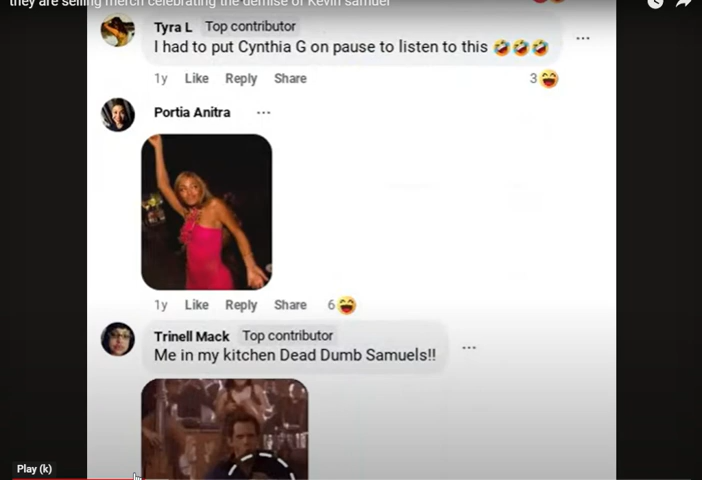 they are selling merch celebrating the demise of Kevin samuel
Tyra L Top contributor
I had to put Cynthia G on pause to listen to this 🤣🤣🤣
1y Like Reply Share 3
Portia Anitra
1y Like Reply Share 6
Trinell Mack Top contributor
Me in my kitchen Dead Dumb Samuels!!
Play (k)